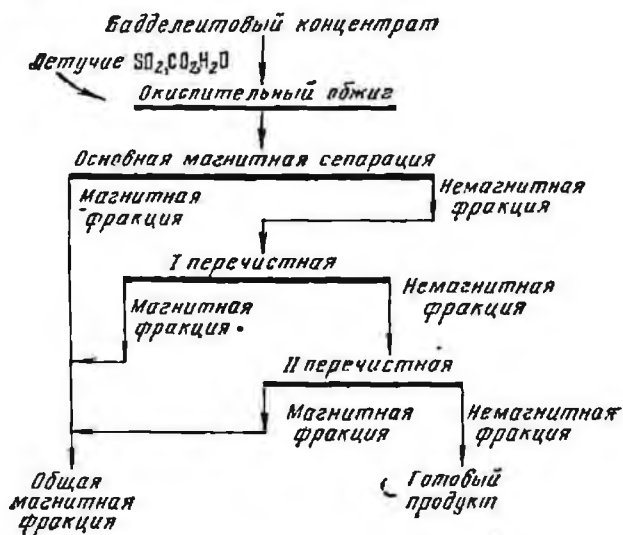 Бадделеитовый концентрат
Летучие SO₂,CO₂,H₂O
Окислительный обжиг
Основная магнитная сепарация
Магнитная
фракция
Немагнитная
фракция
I перечистная
Магнитная
фракция
Немагнитная
фракция
II перечистная
Магнитная
фракция
Немагнитная
фракция
Общая
магнитная
фракция
Готовый
продукт